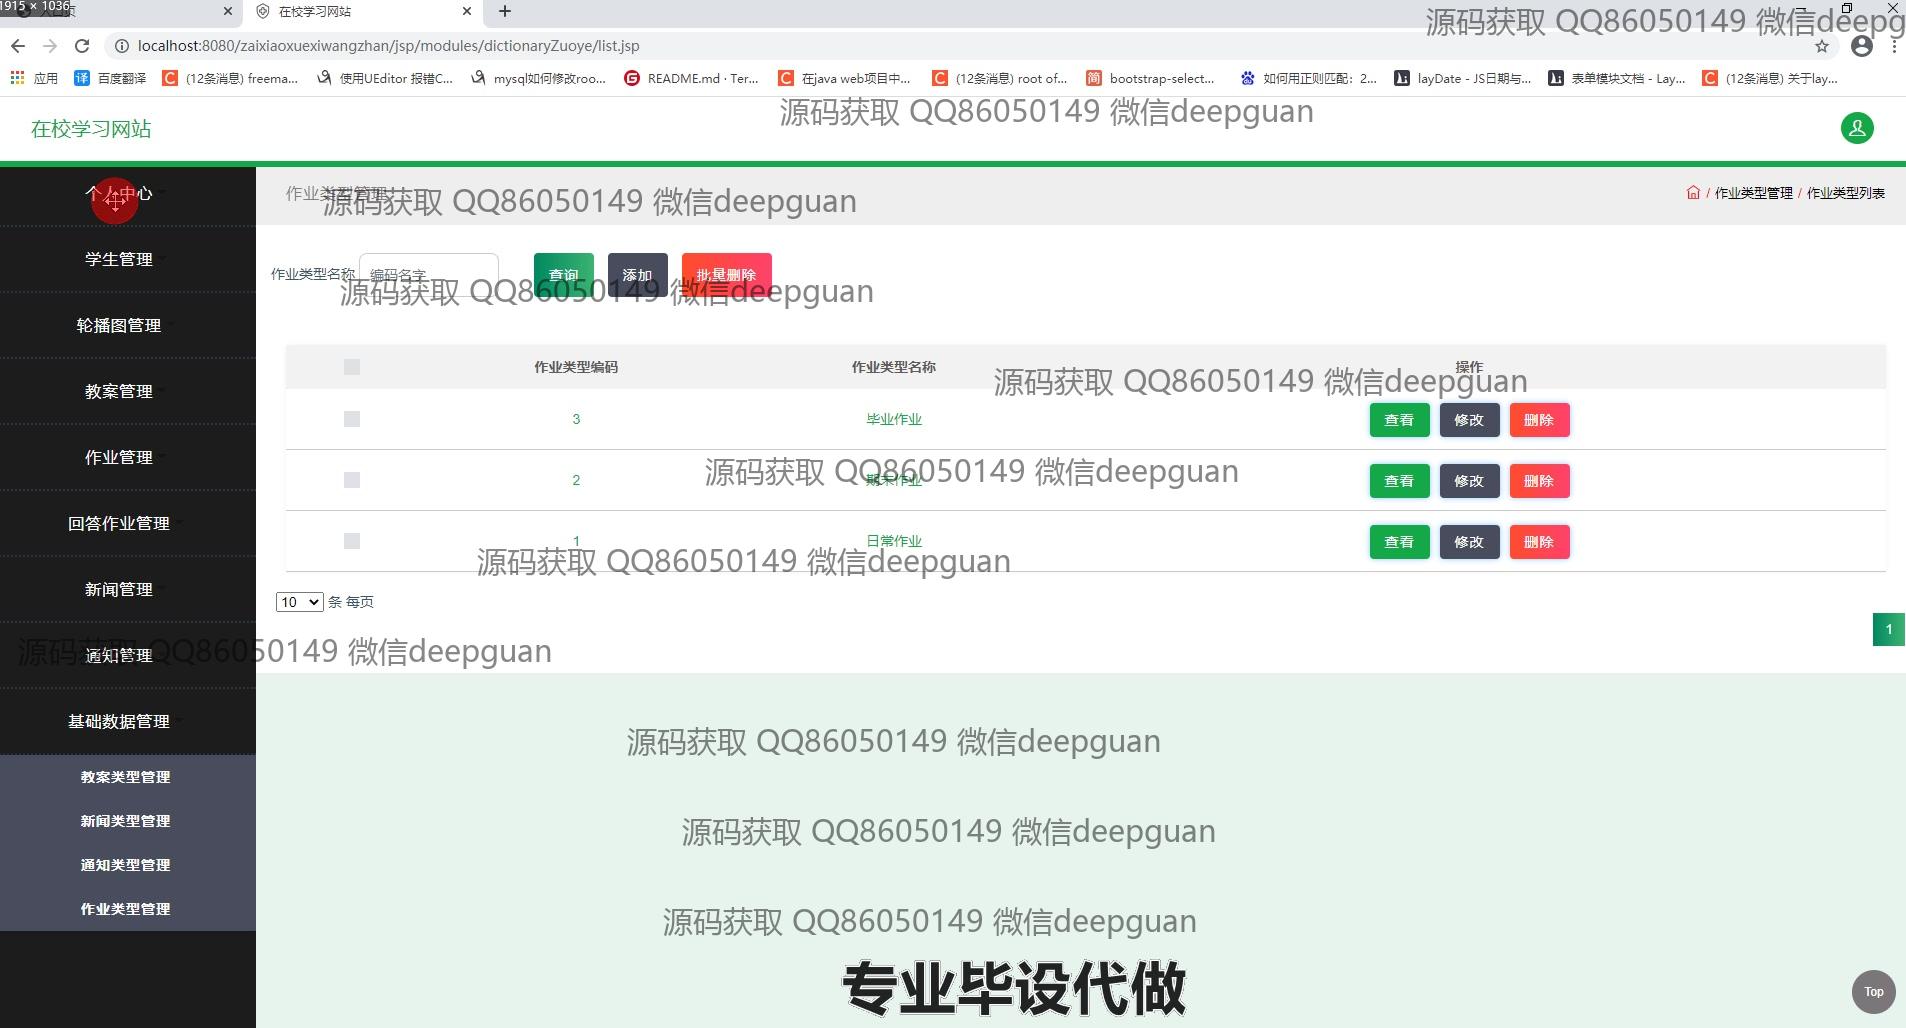 1915 × 1036
在校学习网站
localhost:8080/zaixiaoxuexiwangzhan/jsp/modules/dictionaryZuoye/list.jsp
应用
百度翻译
(12条消息) freema...
使用UEditor 报错C...
mysql如何修改roo...
README.md · Ter...
在java web项目中...
(12条消息) root of...
bootstrap-select...
如何用正则匹配：2...
layDate - JS日期与...
表单模块文档 - Lay...
(12条消息) 关于lay...
源码获取 QQ86050149 微信deepg
源码获取 QQ86050149 微信deepguan
在校学习网站
个人中心
学生管理
轮播图管理
教案管理
作业管理
回答作业管理
新闻管理
通知管理
基础数据管理
教案类型管理
新闻类型管理
通知类型管理
作业类型管理
作业类型管理
源码获取 QQ86050149 微信deepguan
/ 作业类型管理 / 作业类型列表
作业类型名称 编码名字 查询 添加 批量删除
源码获取 QQ86050149 微信deepguan
作业类型编码 作业类型名称 操作
源码获取 QQ86050149 微信deepguan
3 毕业作业 查看 修改 删除
源码获取 QQ86050149 微信deepguan
2 期末作业 查看 修改 删除
1 日常作业 查看 修改 删除
源码获取 QQ86050149 微信deepguan
10 条 每页
1
源码获取 QQ86050149 微信deepguan
源码获取 QQ86050149 微信deepguan
源码获取 QQ86050149 微信deepguan
源码获取 QQ86050149 微信deepguan
专业毕设代做
Top